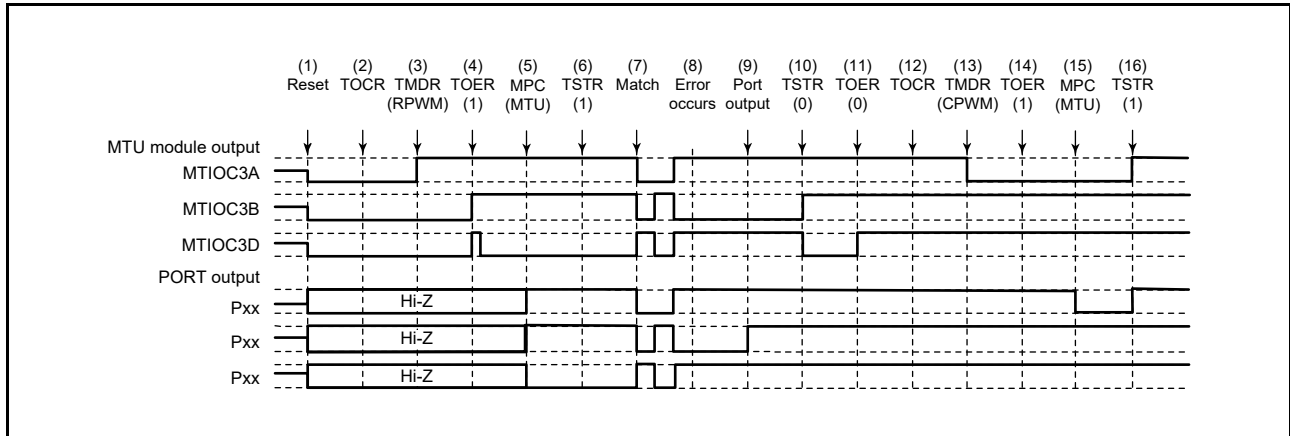 (1) (2) (3) (4) (5) (6) (7) (8) (9) (10) (11) (12) (13) (14) (15) (16)
Reset TOCR TMDR TOER MPC TSTR Match Error Port TSTR TOER TOCR TMDR TOER MPC TSTR
(RPWM) (1) (MTU) (1) occurs output (0) (0) (CPWM) (1) (MTU) (1)
MTU module output
MTIOC3A
MTIOC3B
MTIOC3D
PORT output
Pxx Hi-Z
Pxx Hi-Z
Pxx Hi-Z